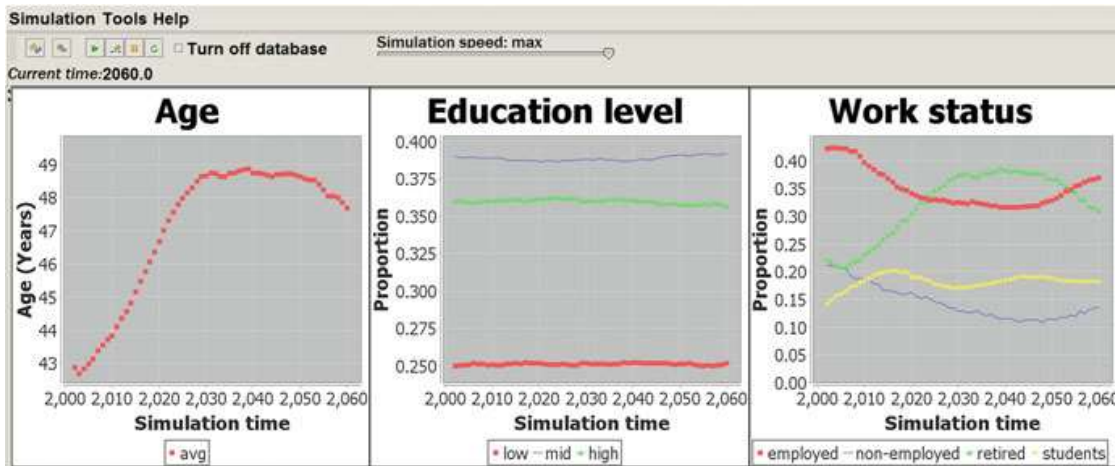 Simulation Tools Help
Turn off database
Simulation speed: max
Current time:2060.0
Age
Age (Years)
49
48
47
46
45
44
43
2,000 2,010 2,020 2,030 2,040 2,050 2,060
Simulation time
avg
Education level
Proportion
0.400
0.375
0.350
0.325
0.300
0.275
0.250
2,000 2,010 2,020 2,030 2,040 2,050 2,060
Simulation time
low mid high
Work status
Proportion
0.40
0.35
0.30
0.25
0.20
0.15
0.10
0.05
0.00
2,000 2,010 2,020 2,030 2,040 2,050 2,060
Simulation time
employed non-employed retired students